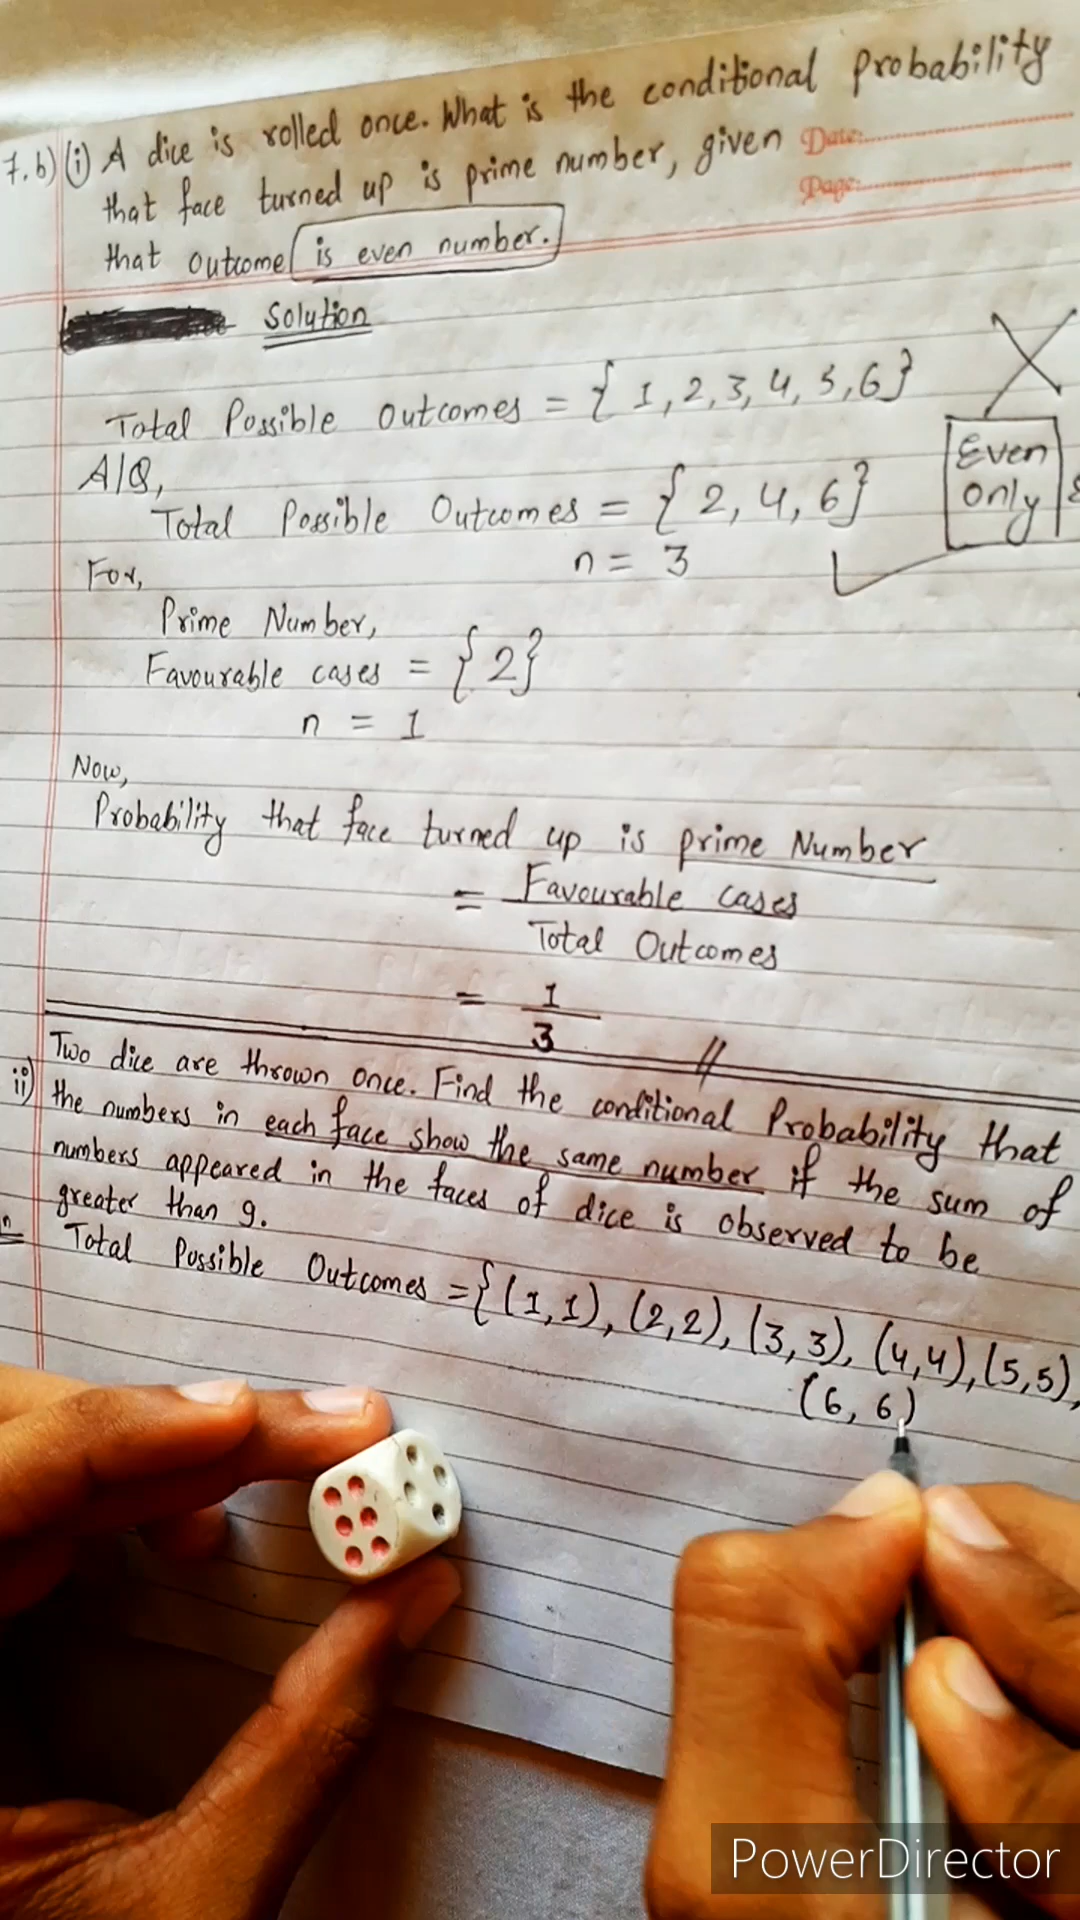 7.b) (i) A dice is rolled once. What is the conditional probability
that face turned up is prime number, given
Date:
Page:
that outcome is even number.
Solution
Total Possible Outcomes = { 1, 2, 3, 4, 5, 6 }
A/Q,
Even
Only
Total Possible Outcomes = { 2, 4, 6 }
n = 3
For,
Prime Number,
Favourable cases = { 2 }
n = 1
Now,
Probability that face turned up is prime Number
= Favourable cases
Total Outcomes
= 1
3 //
ii) Two dice are thrown once. Find the conditional Probability that
the numbers in each face show the same number if the sum of
numbers appeared in the faces of dice is observed to be
greater than 9.
Total Possible Outcomes = { (1,1), (2,2), (3,3), (4,4), (5,5),
(6, 6)
PowerDirector